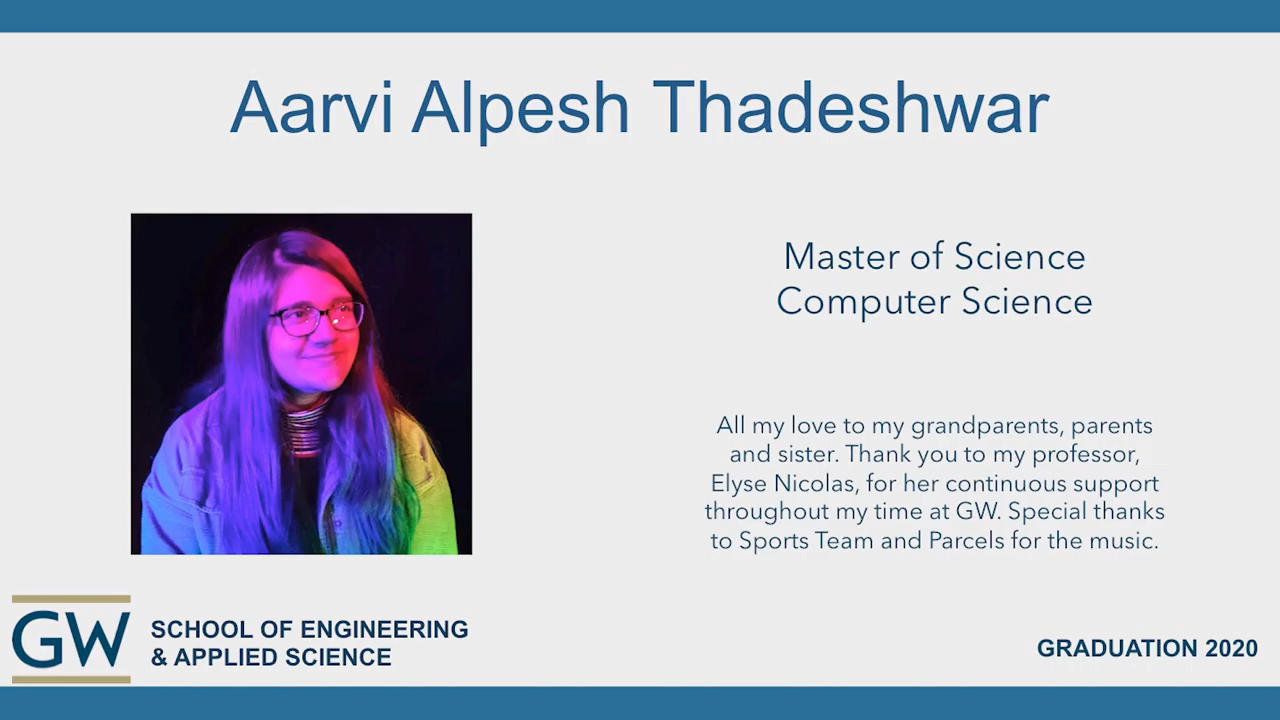 Aarvi Alpesh Thadeshwar
Master of Science
Computer Science
All my love to my grandparents, parents
and sister. Thank you to my professor,
Elyse Nicolas, for her continuous support
throughout my time at GW. Special thanks
to Sports Team and Parcels for the music.
GW
SCHOOL OF ENGINEERING
& APPLIED SCIENCE
GRADUATION 2020